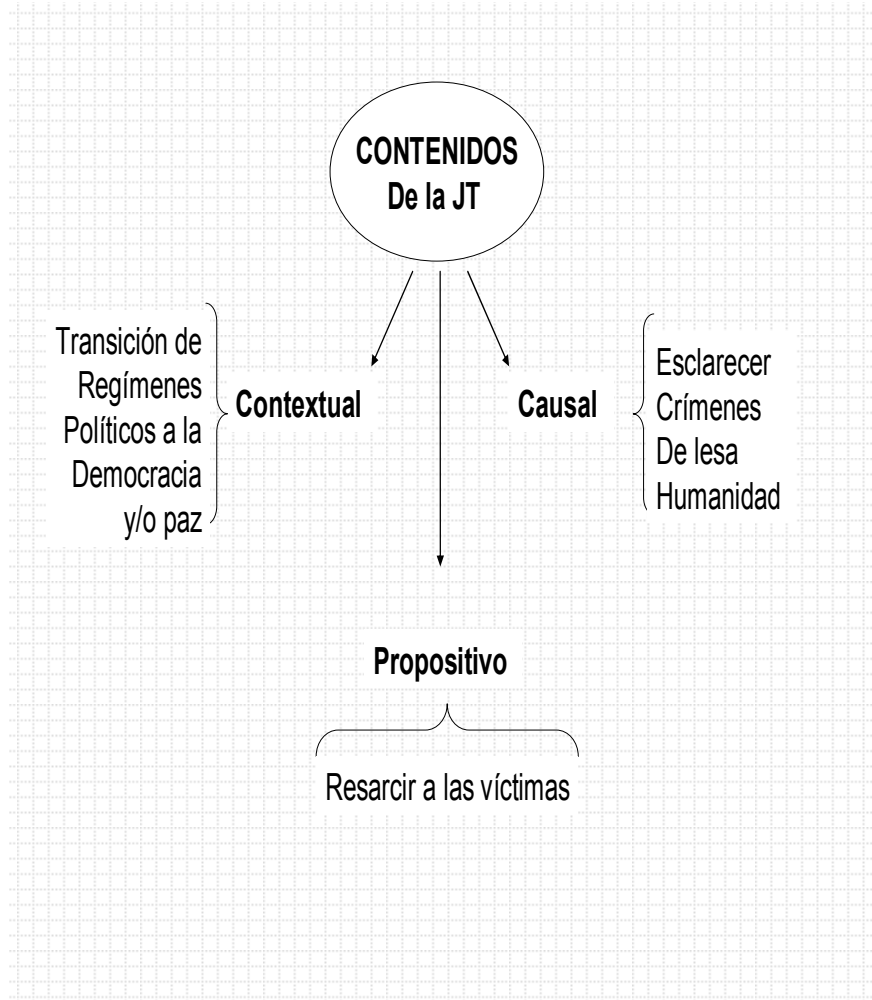 CONTENIDOS
De la JT
Transición de
Regímenes
Políticos a la
Democracia
y/o paz
Contextual
Causal
Esclarecer
Crímenes
De lesa
Humanidad
Propositivo
Resarcir a las víctimas